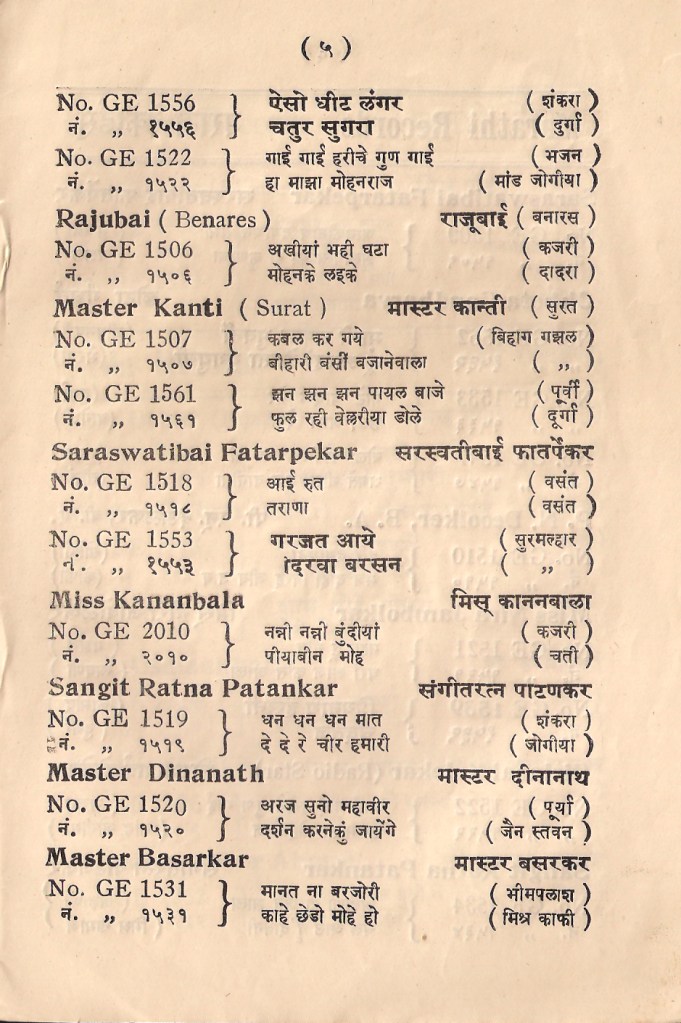 ( ५ )
No. GE 1556 } ऐसो धीट लंगर ( शंकरा )
नं. ,, १५५६ चतुर सुगरा ( दुर्गा )
No. GE 1522 } गाई गाई हरीचे गुण गाई ( भजन )
नं. ,, १५२२ हा माझा मोहनराज ( मांड जोगीया )
Rajubai ( Benares ) राजूबाई ( बनारस )
No. GE 1506 } अखीयां भही घटा ( कजरी )
नं. ,, १५०६ मोहनके लइके ( दादरा )
Master Kanti ( Surat ) मास्टर कान्ती ( सुरत )
No. GE 1507 } कबल कर गये ( बिहाग गझल )
नं. ,, १५०७ बीहारी बंसीं वजानेवाला ( ,, )
No. GE 1561 } झन झन झन पायल बाजे ( पूर्वी )
नं. ,, १५६१ फुल रही वेल्लरीया डोले ( दूर्गा )
Saraswatibai Fatarpekar सरस्वतीबाई फातर्पेकर
No. GE 1518 } आई रुत ( वसंत )
नं. ,, १५१८ तराणा ( वसंत )
No. GE 1553 } गरजत आये ( सुरमल्हार )
नं. ,, १५५३ ांदरवा बरसन ( ,, )
Miss Kananbala मिस् काननबाला
No. GE 2010 } नन्नी नन्नी बुंदीयां ( कजरी )
नं. ,, २०१० पीयाबीन मोह ( चती )
Sangit Ratna Patankar संगीतरत्न पाटणकर
No. GE 1519 } धन धन धन मात ( शंकरा )
नं. ,, १५१९ दे दे रे चीर हमारी ( जोगीया )
Master Dinanath मास्टर दीनानाथ
No. GE 1520 } अरज सुनो महावीर ( पूर्या )
नं. ,, १५२० दर्शन करनेकुं जायेंगे ( जैन स्तवन )
Master Basarkar मास्टर बसरकर
No. GE 1531 } मानत ना बरजोरी ( भीमपलाश )
नं. ,, १५३१ काहे छेडो मोहे हो ( मिश्र काफी )